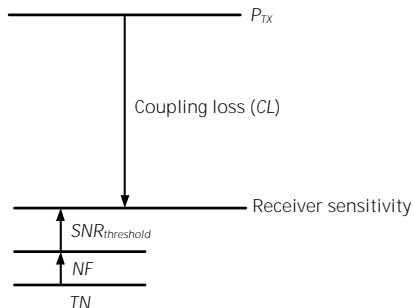 P_TX
Coupling loss (CL)
Receiver sensitivity
SNR_threshold
NF
TN